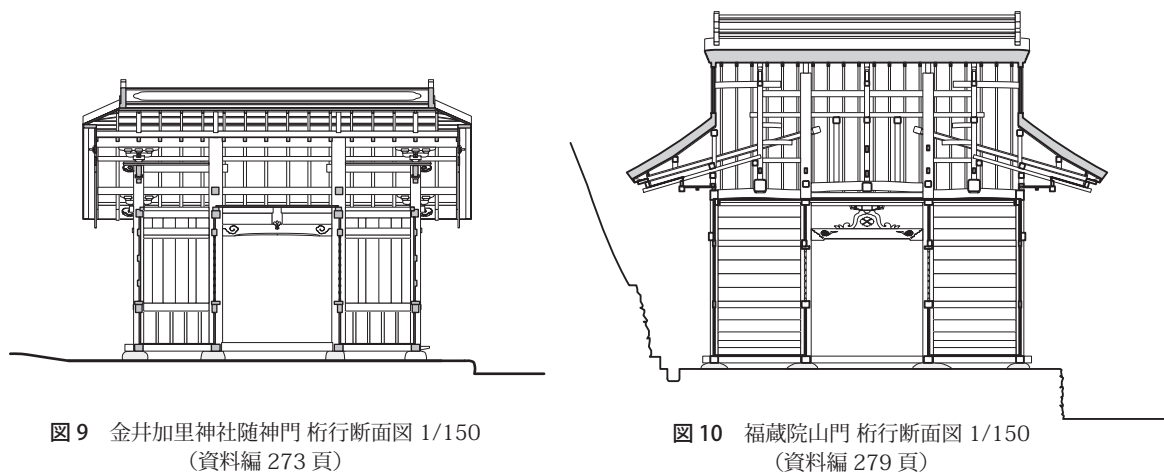 図9　金井加里神社随神門 桁行断面図 1/150
（資料編 273 頁）
図10　福蔵院山門 桁行断面図 1/150
（資料編 279 頁）